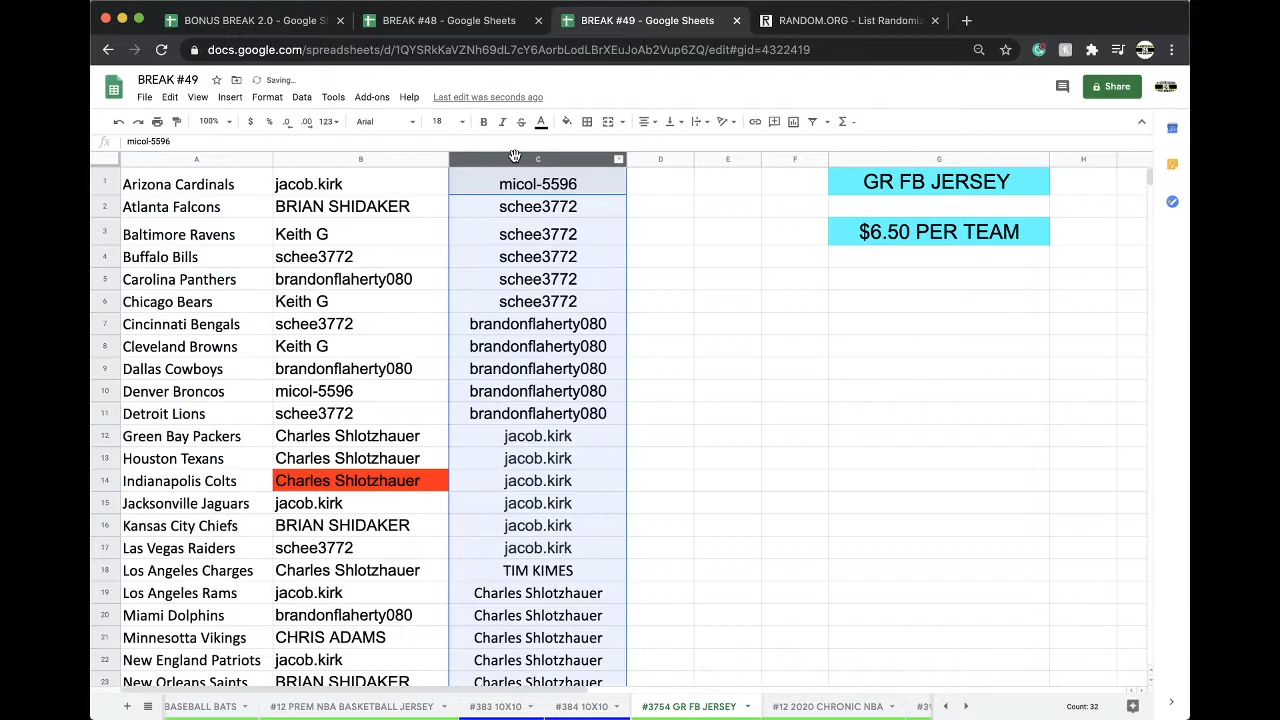 BONUS BREAK 2.0 - Google S
BREAK #48 - Google Sheets
BREAK #49 - Google Sheets
RANDOM.ORG - List Randomiz
docs.google.com/spreadsheets/d/1QYSRkKaVZNh69dL7cY6AorbLodLBrXEuJoAb2Vup6ZQ/edit#gid=4322419
BREAK #49 Saving...
File Edit View Insert Format Data Tools Add-ons Help Last edit was seconds ago
Share
100% $ % .0 .00 123 Arial 18 B I S A
fx micol-5596
A B C D E F G H
1 Arizona Cardinals jacob.kirk micol-5596 GR FB JERSEY
2 Atlanta Falcons BRIAN SHIDAKER schee3772
3 Baltimore Ravens Keith G schee3772 $6.50 PER TEAM
4 Buffalo Bills schee3772 schee3772
5 Carolina Panthers brandonflaherty080 schee3772
6 Chicago Bears Keith G schee3772
7 Cincinnati Bengals schee3772 brandonflaherty080
8 Cleveland Browns Keith G brandonflaherty080
9 Dallas Cowboys brandonflaherty080 brandonflaherty080
10 Denver Broncos micol-5596 brandonflaherty080
11 Detroit Lions schee3772 brandonflaherty080
12 Green Bay Packers Charles Shlotzhauer jacob.kirk
13 Houston Texans Charles Shlotzhauer jacob.kirk
14 Indianapolis Colts Charles Shlotzhauer jacob.kirk
15 Jacksonville Jaguars jacob.kirk jacob.kirk
16 Kansas City Chiefs BRIAN SHIDAKER jacob.kirk
17 Las Vegas Raiders schee3772 jacob.kirk
18 Los Angeles Charges Charles Shlotzhauer TIM KIMES
19 Los Angeles Rams jacob.kirk Charles Shlotzhauer
20 Miami Dolphins brandonflaherty080 Charles Shlotzhauer
21 Minnesota Vikings CHRIS ADAMS Charles Shlotzhauer
22 New England Patriots jacob.kirk Charles Shlotzhauer
23 New Orleans Saints BRIAN SHIDAKER Charles Shlotzhauer
BASEBALL BATS #12 PREM NBA BASKETBALL JERSEY #383 10X10 #384 10X10 #3754 GR FB JERSEY #12 2020 CHRONIC NBA Count: 32